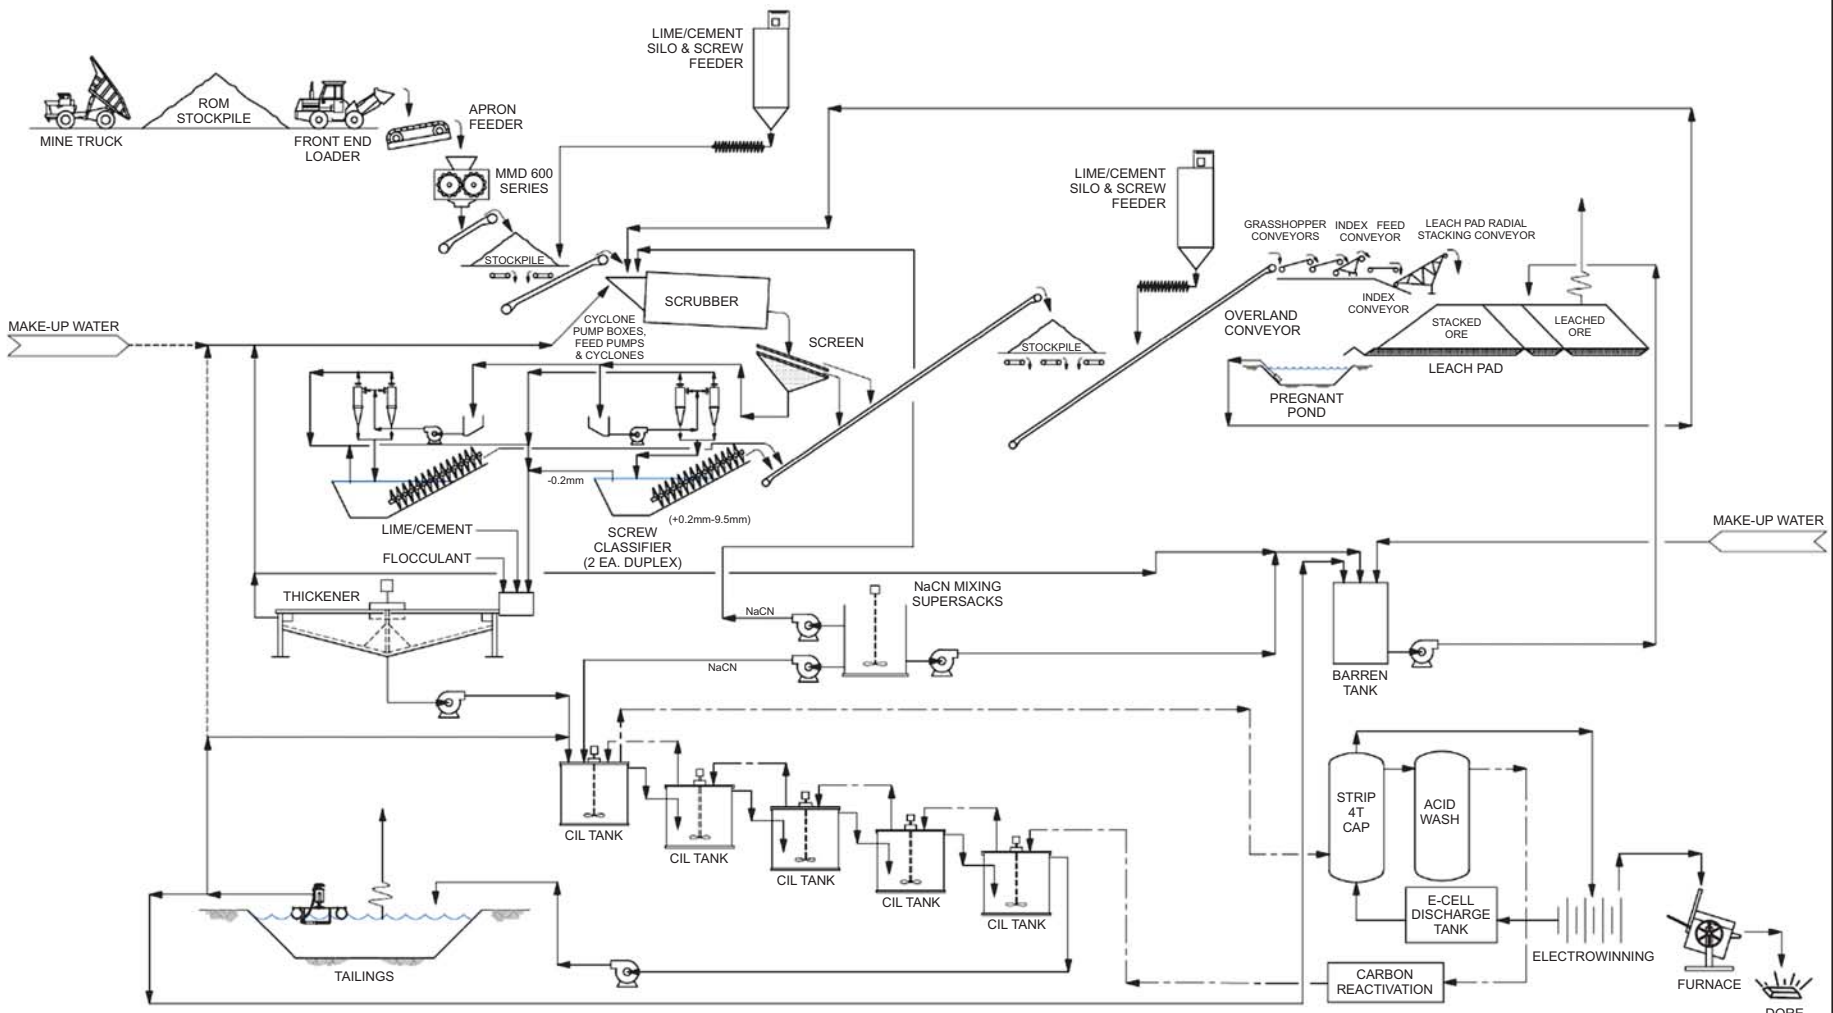 LIME/CEMENT
SILO & SCREW
FEEDER
ROM
STOCKPILE
MINE TRUCK
FRONT END
LOADER
APRON
FEEDER
MMD 600
SERIES
STOCKPILE
SCRUBBER
LIME/CEMENT
SILO & SCREW
FEEDER
GRASSHOPPER
CONVEYORS
INDEX FEED
CONVEYOR
LEACH PAD RADIAL
STACKING CONVEYOR
INDEX
CONVEYOR
OVERLAND
CONVEYOR
STACKED
ORE
LEACHED
ORE
LEACH PAD
PREGNANT
POND
MAKE-UP WATER
CYCLONE
PUMP BOXES,
FEED PUMPS
& CYCLONES
SCREEN
STOCKPILE
-0.2mm
(+0.2mm-9.5mm)
SCREW
CLASSIFIER
(2 EA. DUPLEX)
LIME/CEMENT
FLOCCULANT
THICKENER
NaCN MIXING
SUPERSACKS
NaCN
NaCN
MAKE-UP WATER
BARREN
TANK
CIL TANK
CIL TANK
CIL TANK
CIL TANK
CIL TANK
STRIP
4T
CAP
ACID
WASH
E-CELL
DISCHARGE
TANK
ELECTROWINNING
CARBON
REACTIVATION
FURNACE
TAILINGS
DORE